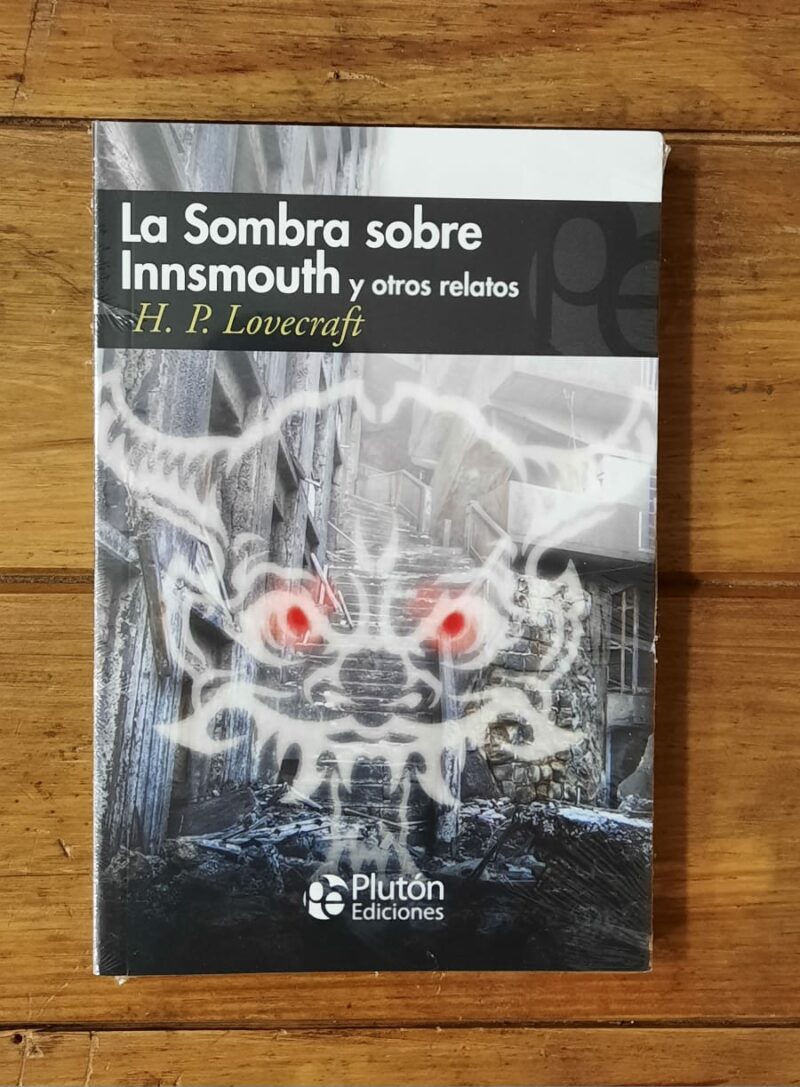 La Sombra sobre
Innsmouth y otros relatos
H. P. Lovecraft
Plutón
Ediciones